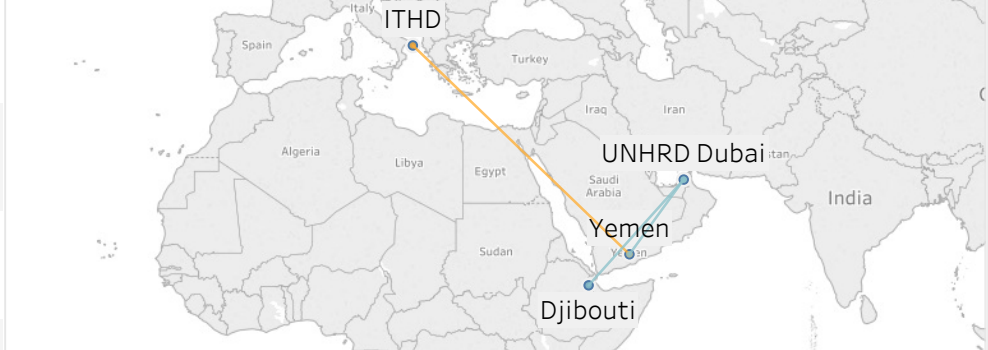 Italy
ITHD
Spain
Turkey
Iraq
Iran
UNHRD Dubai
Algeria
Libya
Egypt
Saudi
Arabia
India
Yemen
Sudan
Djibouti